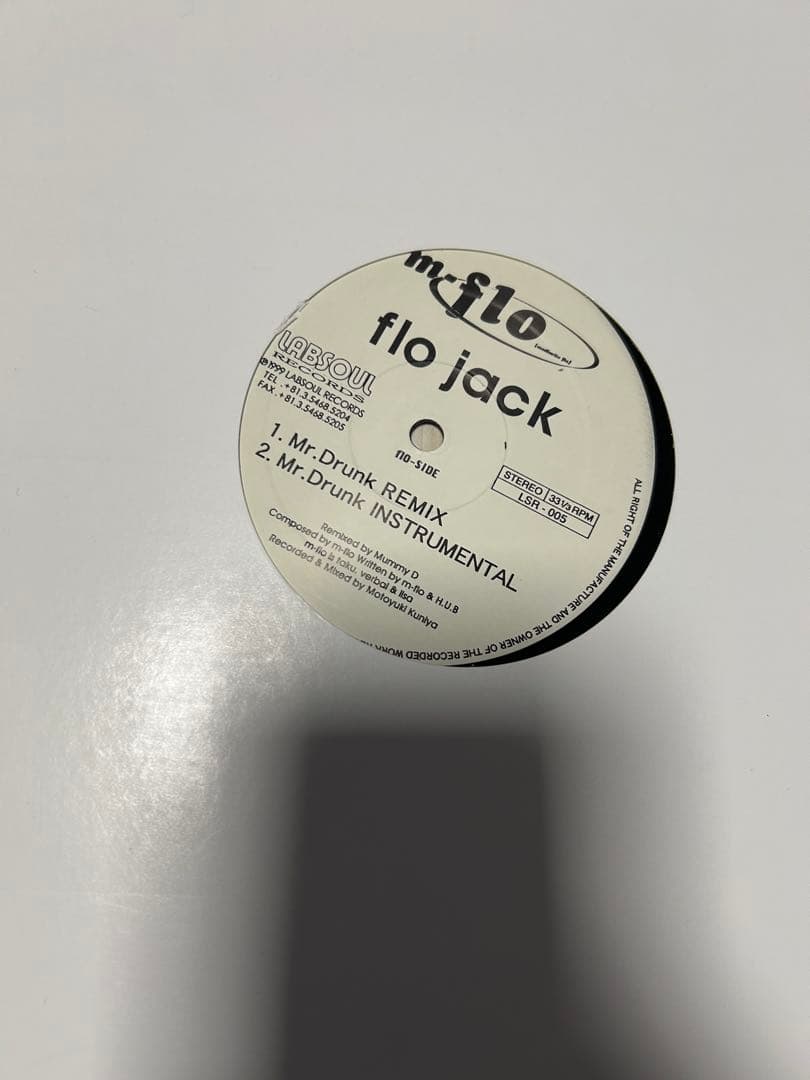 m-flo
flo jack
LABSOUL
RECORDS
℗1999 LABSOUL RECORDS
TEL .+81.3.5468.5204
FAX .+81.3.5468.5205
no-SIDE
1. Mr.Drunk REMIX
2. Mr.Drunk INSTRUMENTAL
STEREO 33 1/3 RPM
LSR - 005
Remixed by Mummy D
Composed by m-flo Written by m-flo & H.U.B
m-flo is taku, verbal & lisa
Recorded & Mixed by Motoyuki Kuniya
ALL RIGHT OF THE MANUFACTURE AND THE OWNER OF THE RECORDED WORK